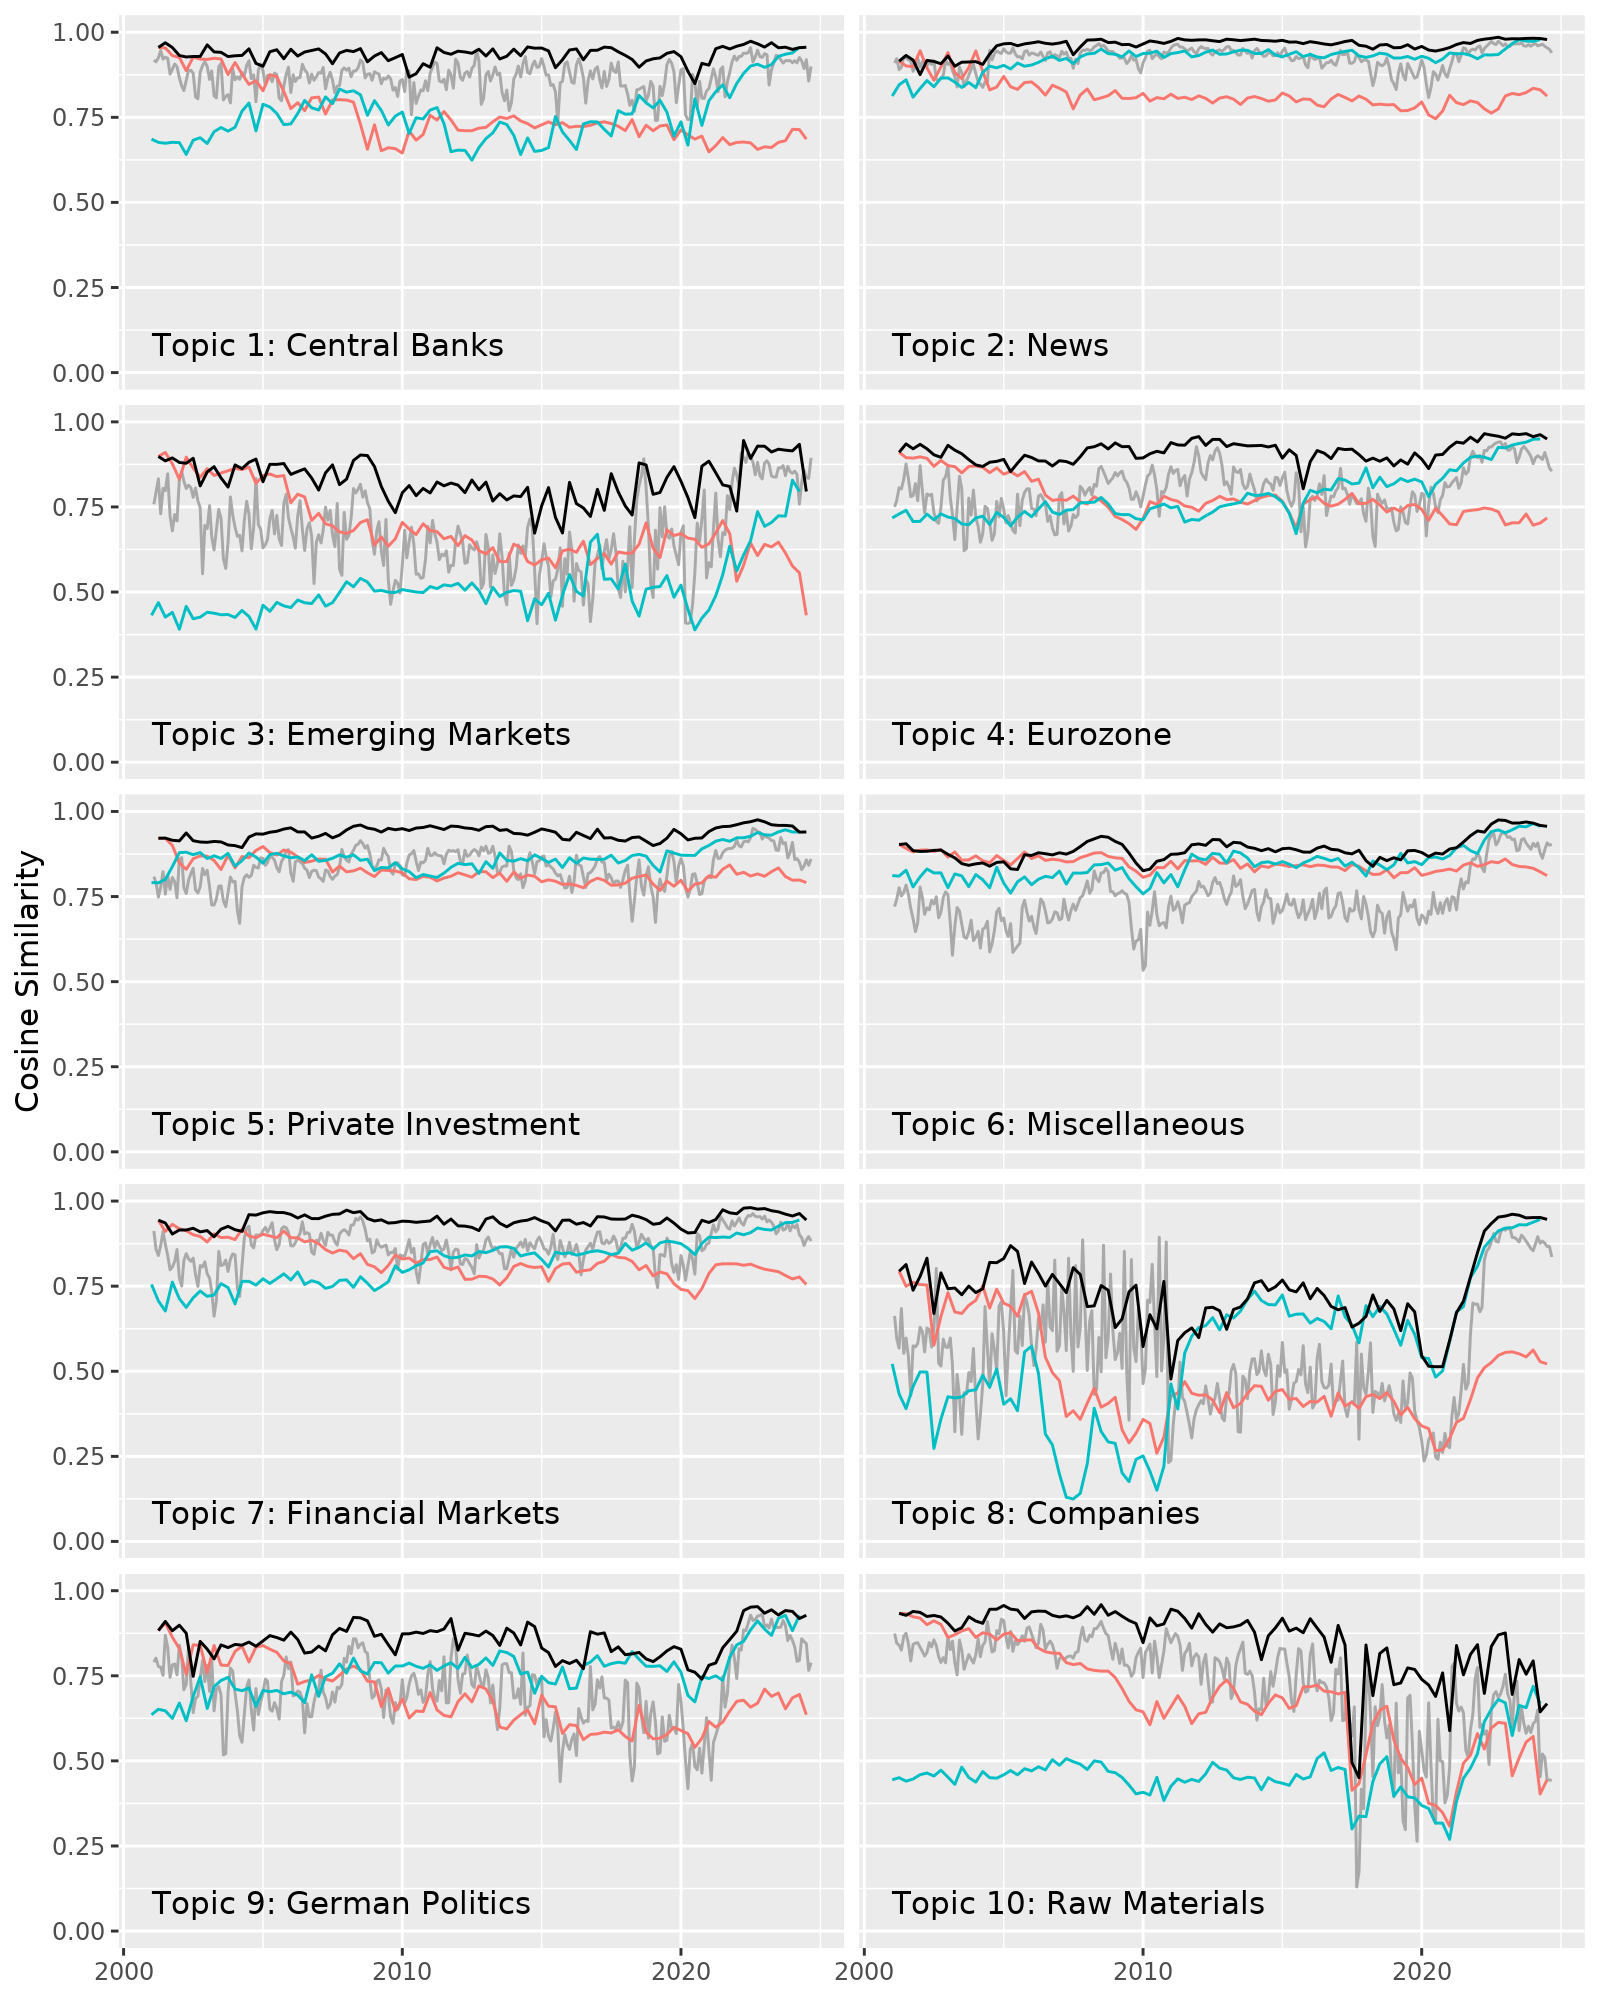 1.00
0.75
0.50
0.25
0.00
Topic 1: Central Banks
Topic 2: News
1.00
0.75
0.50
0.25
0.00
Topic 3: Emerging Markets
Topic 4: Eurozone
1.00
0.75
0.50
0.25
0.00
Cosine Similarity
Topic 5: Private Investment
Topic 6: Miscellaneous
1.00
0.75
0.50
0.25
0.00
Topic 7: Financial Markets
Topic 8: Companies
1.00
0.75
0.50
0.25
0.00
Topic 9: German Politics
Topic 10: Raw Materials
2000 2010 2020 2000 2010 2020